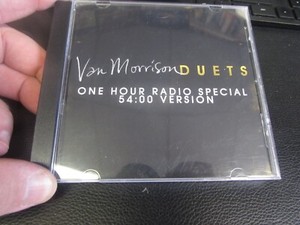 Van Morrison DUETS
ONE HOUR RADIO SPECIAL
54:00 VERSION